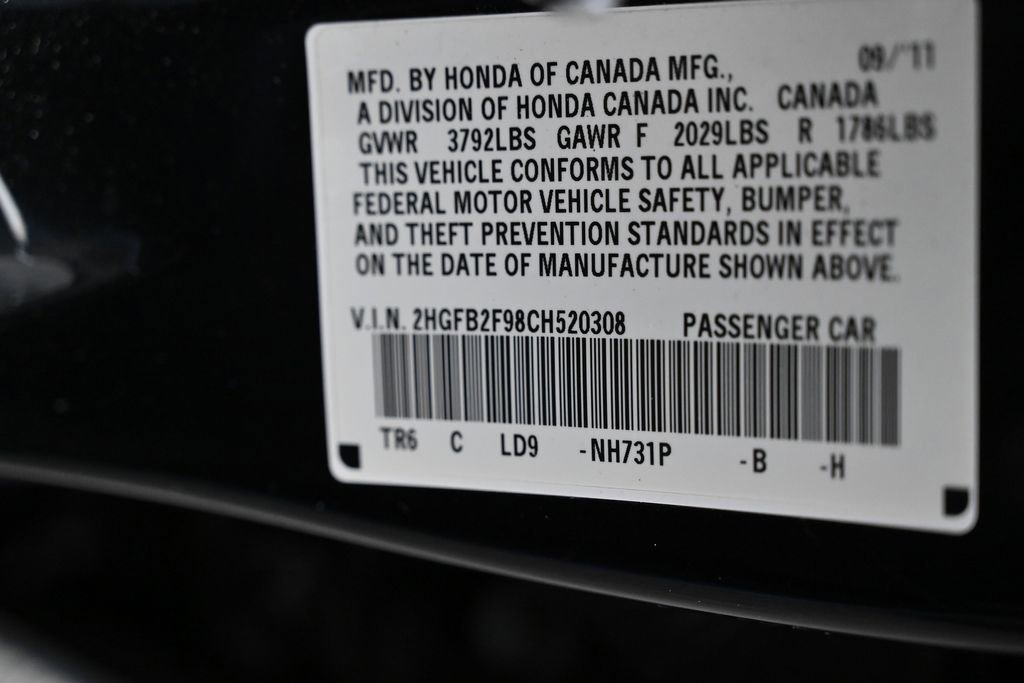 09/'11
MFD. BY HONDA OF CANADA MFG.,
A DIVISION OF HONDA CANADA INC. CANADA
GVWR 3792LBS GAWR F 2029LBS R 1786LBS
THIS VEHICLE CONFORMS TO ALL APPLICABLE
FEDERAL MOTOR VEHICLE SAFETY, BUMPER,
AND THEFT PREVENTION STANDARDS IN EFFECT
ON THE DATE OF MANUFACTURE SHOWN ABOVE.
V.I.N. 2HGFB2F98CH520308 PASSENGER CAR
TR6 C LD9 -NH731P -B -H